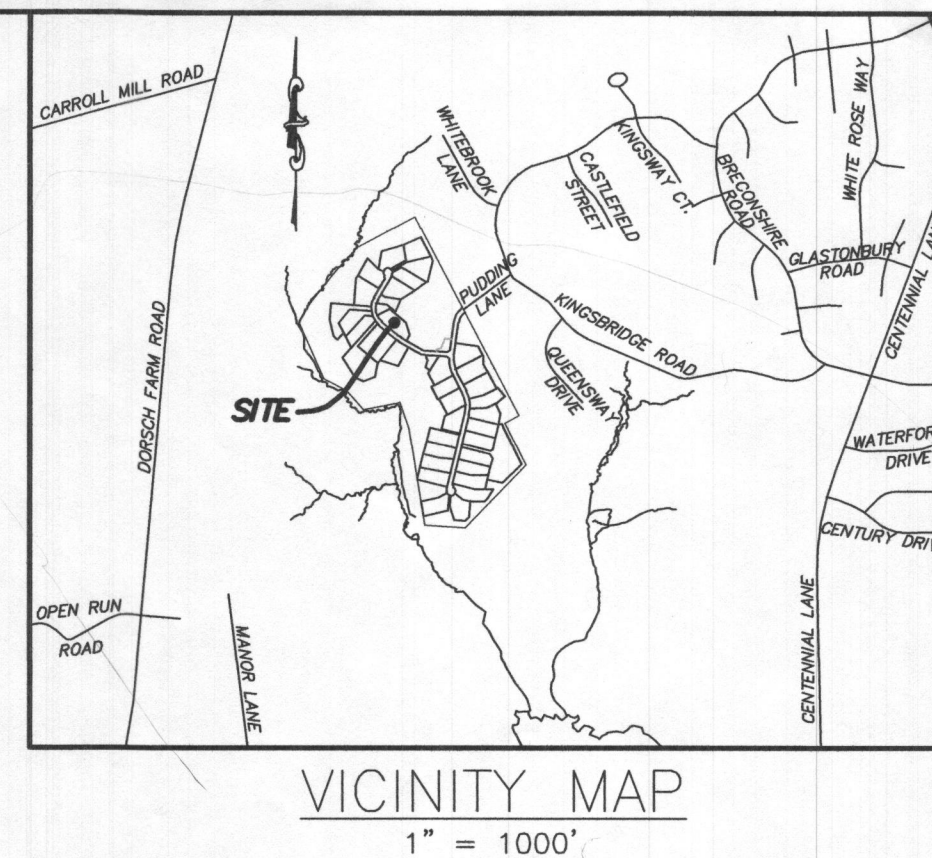 CARROLL MILL ROAD
DORSCH FARM ROAD
OPEN RUN
ROAD
MANOR LANE
SITE
WHITEBROOK
LANE
PUDDING
LANE
CASTLEFIELD
STREET
KINGSWAY CT.
KINGSBRIDGE ROAD
QUEENSWAY
DRIVE
BRECONSHIRE
ROAD
WHITE ROSE WAY
GLASTONBURY
ROAD
CENTENNIAL LAN
WATERFOR
DRIVE
CENTURY DRIV
CENTENNIAL LANE
VICINITY MAP
1" = 1000'